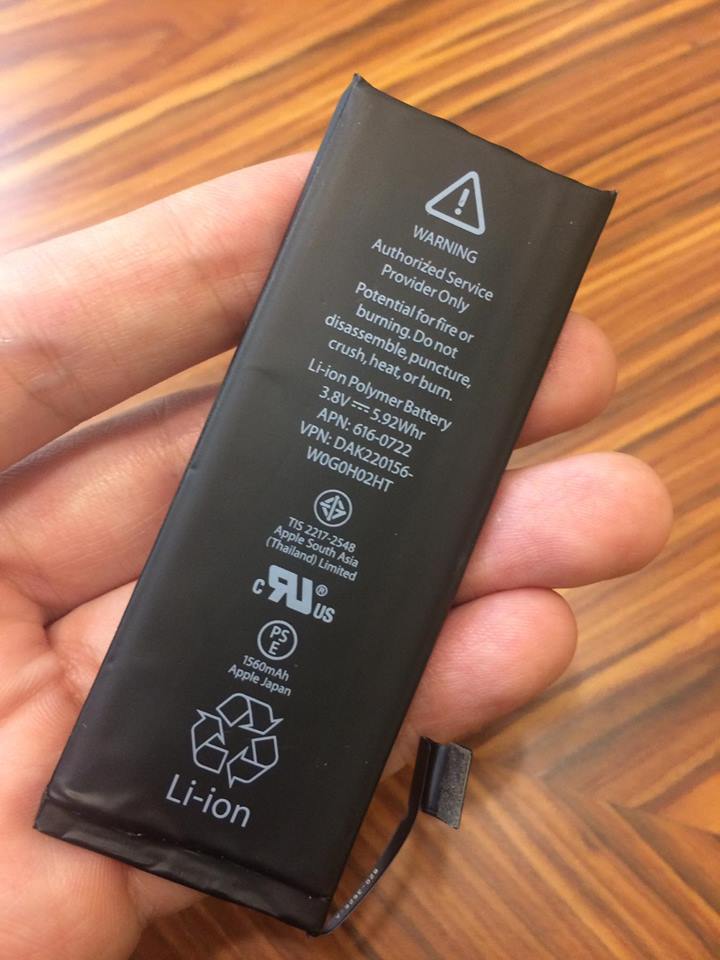 WARNING
Authorized Service
Provider Only
Potential for fire or
burning. Do not
disassemble, puncture,
crush, heat, or burn.
Li-ion Polymer Battery
3.8V ⎓ 5.92Whr
APN: 616-0722
VPN: DAK220156-
W0G0H02HT
TIS 2217-2548
Apple South Asia
(Thailand) Limited
c RU ® US
PS
E
1560mAh
Apple Japan
Li-ion